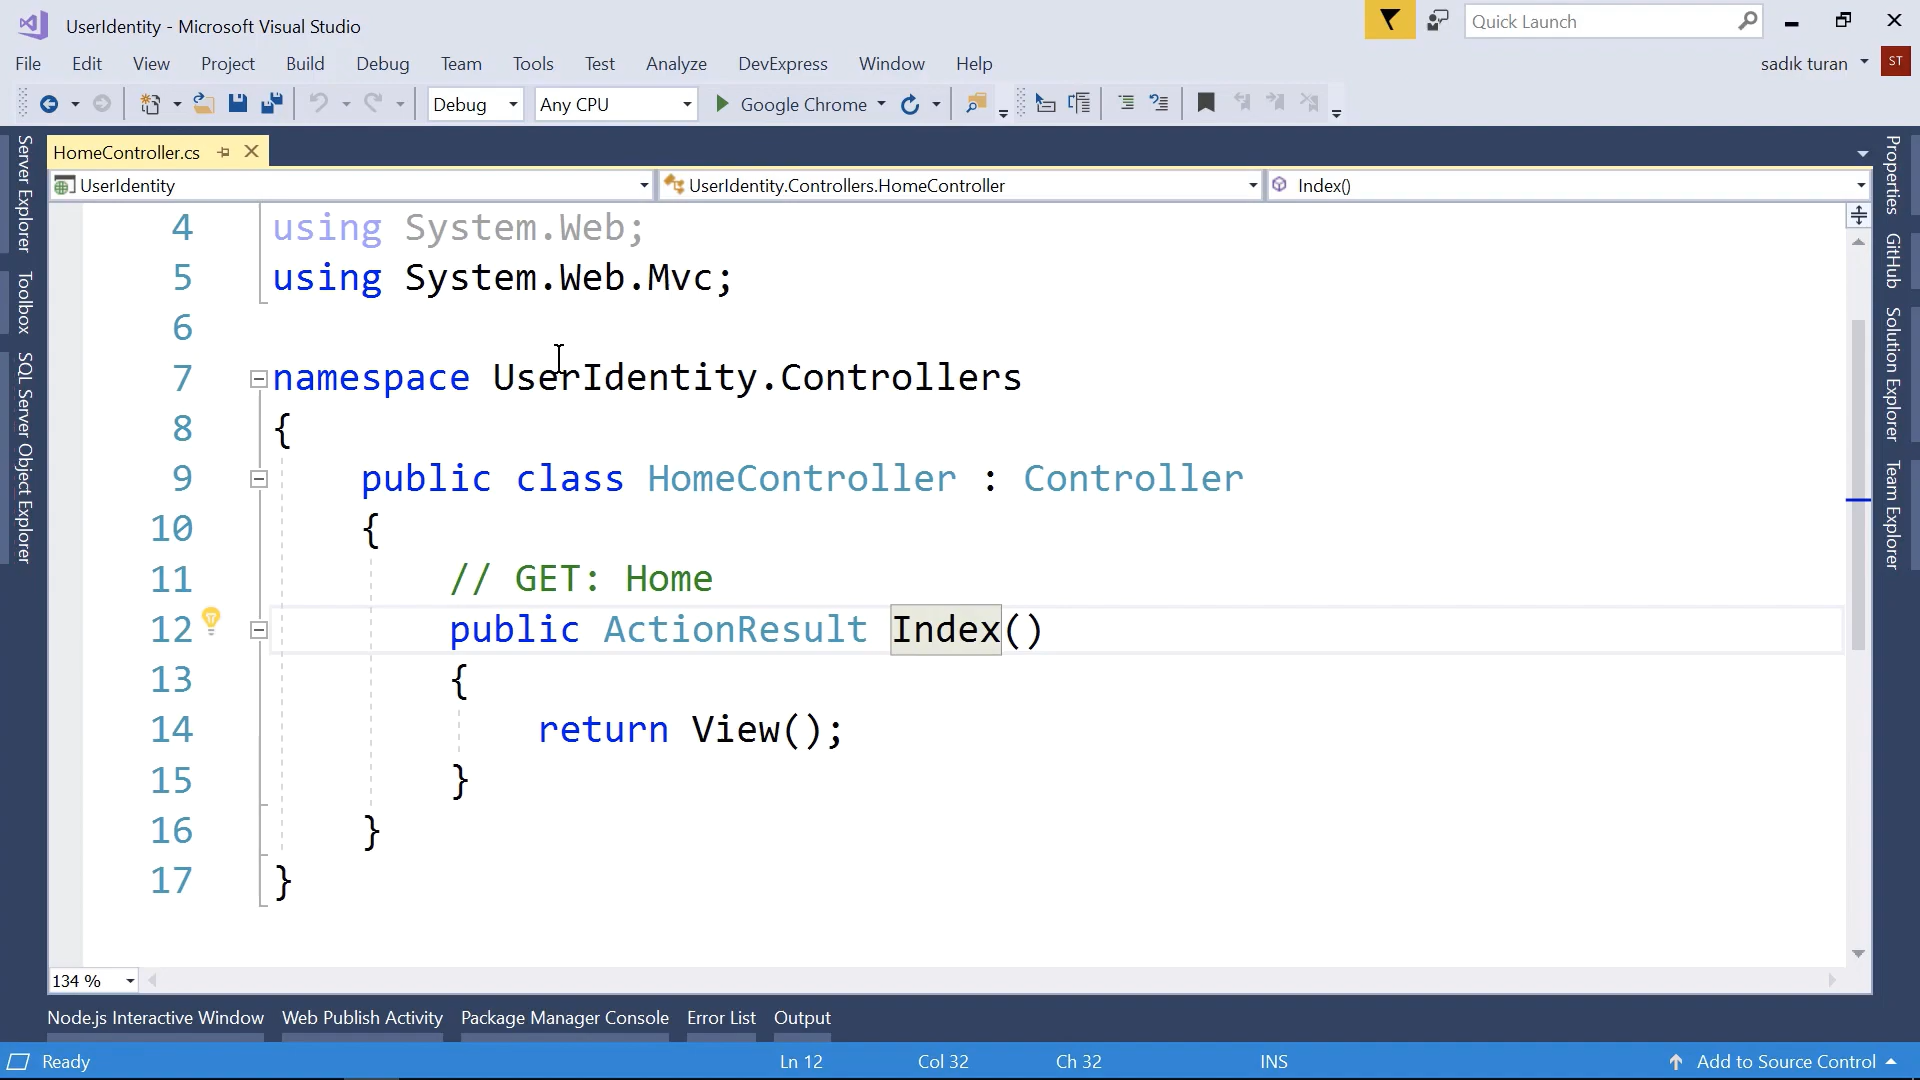 UserIdentity - Microsoft Visual Studio
Quick Launch
File Edit View Project Build Debug Team Tools Test Analyze DevExpress Window Help
sadık turan
ST
Debug
Any CPU
Google Chrome
HomeController.cs
UserIdentity
UserIdentity.Controllers.HomeController
Index()
Server Explorer
Toolbox
SQL Server Object Explorer
4 using System.Web;
5 using System.Web.Mvc;
6
7 namespace UserIdentity.Controllers
8 {
9 public class HomeController : Controller
10 {
11 // GET: Home
12 public ActionResult Index()
13 {
14 return View();
15 }
16 }
17 }
Properties
GitHub
Solution Explorer
Team Explorer
134 %
Node.js Interactive Window Web Publish Activity Package Manager Console Error List Output
Ready
Ln 12 Col 32 Ch 32 INS
Add to Source Control